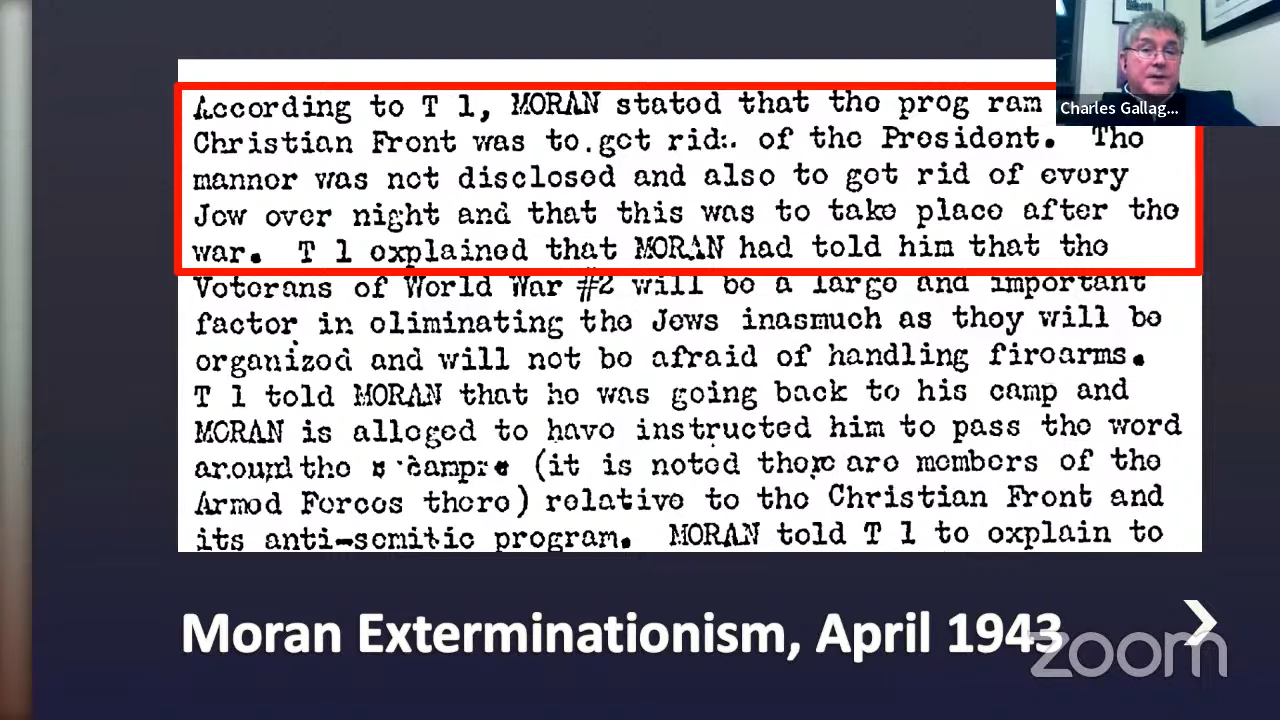 According to T 1, MORAN stated that the prog ram
Christian Front was to.get rid:. of the President. The
manner was not disclosed and also to get rid of every
Jew over night and that this was to take place after the
war. T 1 explained that MORAN had told him that the
Veterans of World War #2 will be a large and important
factor in eliminating the Jews inasmuch as they will be
organized and will not be afraid of handling firearms.
T 1 told MORAN that he was going back to his camp and
MORAN is alleged to have instructed him to pass the word
around the camp (it is noted there are members of the
Armed Forces there) relative to the Christian Front and
its anti-semitic program. MORAN told T 1 to explain to
Charles Gallag...
Moran Exterminationism, April 1943
zoom